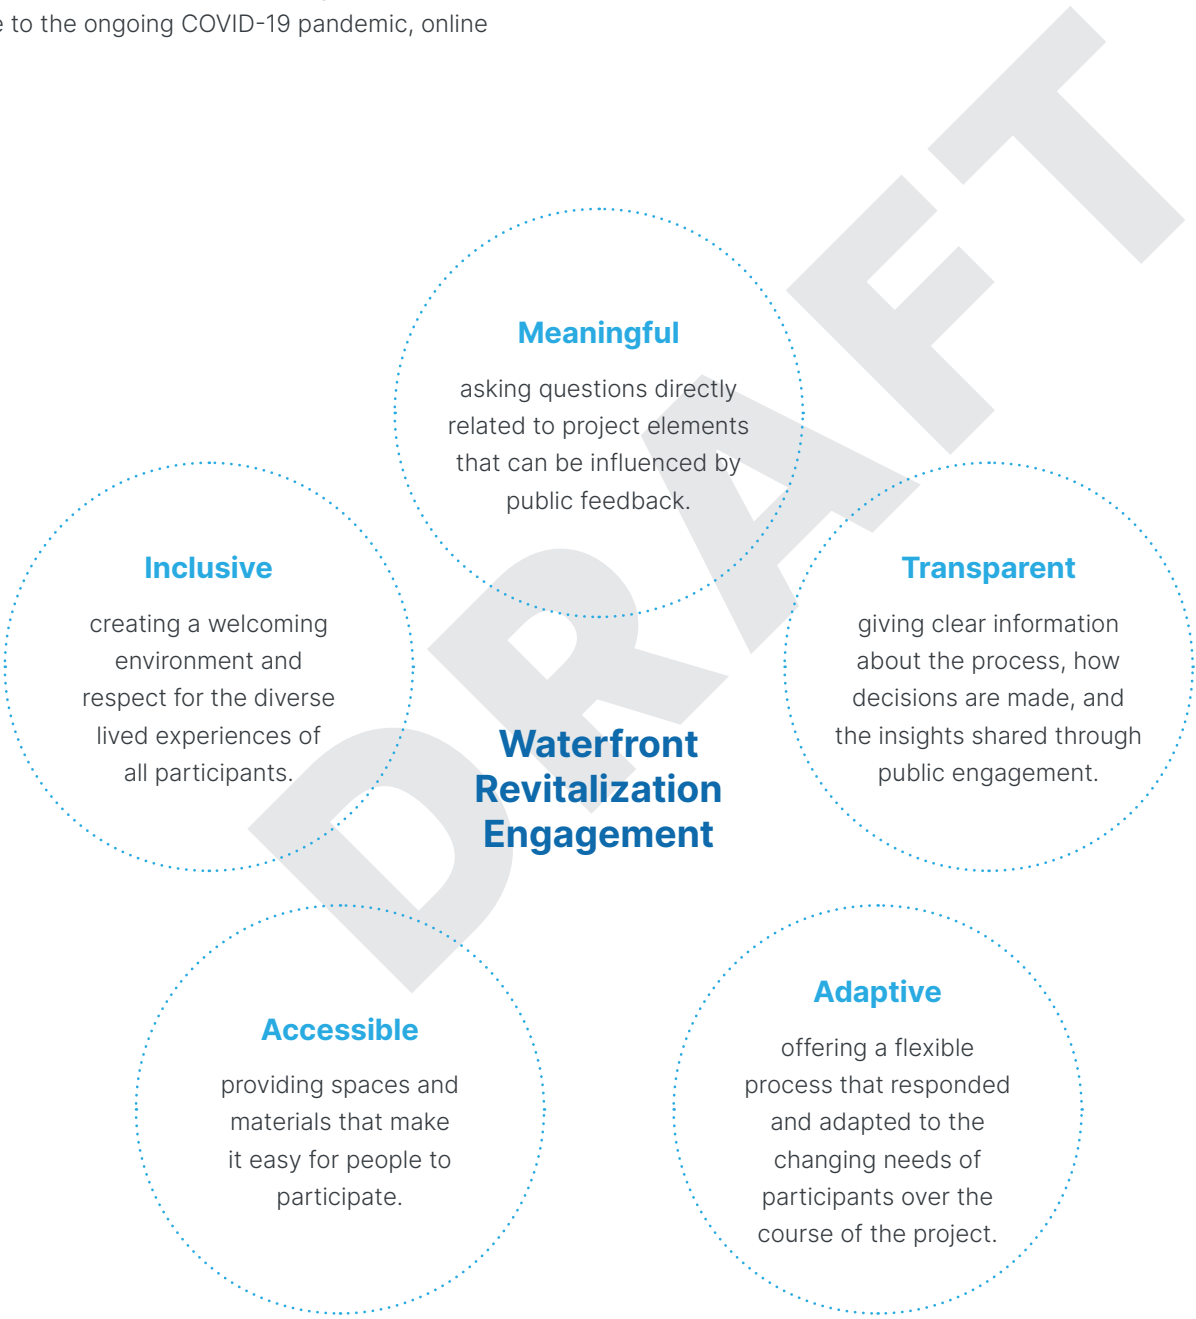 to the ongoing COVID-19 pandemic, online
Meaningful
asking questions directly
related to project elements
that can be influenced by
public feedback.
Inclusive
creating a welcoming
environment and
respect for the diverse
lived experiences of
all participants.
Transparent
giving clear information
about the process, how
decisions are made, and
the insights shared through
public engagement.
Waterfront
Revitalization
Engagement
Accessible
providing spaces and
materials that make
it easy for people to
participate.
Adaptive
offering a flexible
process that responded
and adapted to the
changing needs of
participants over the
course of the project.
DRAFT